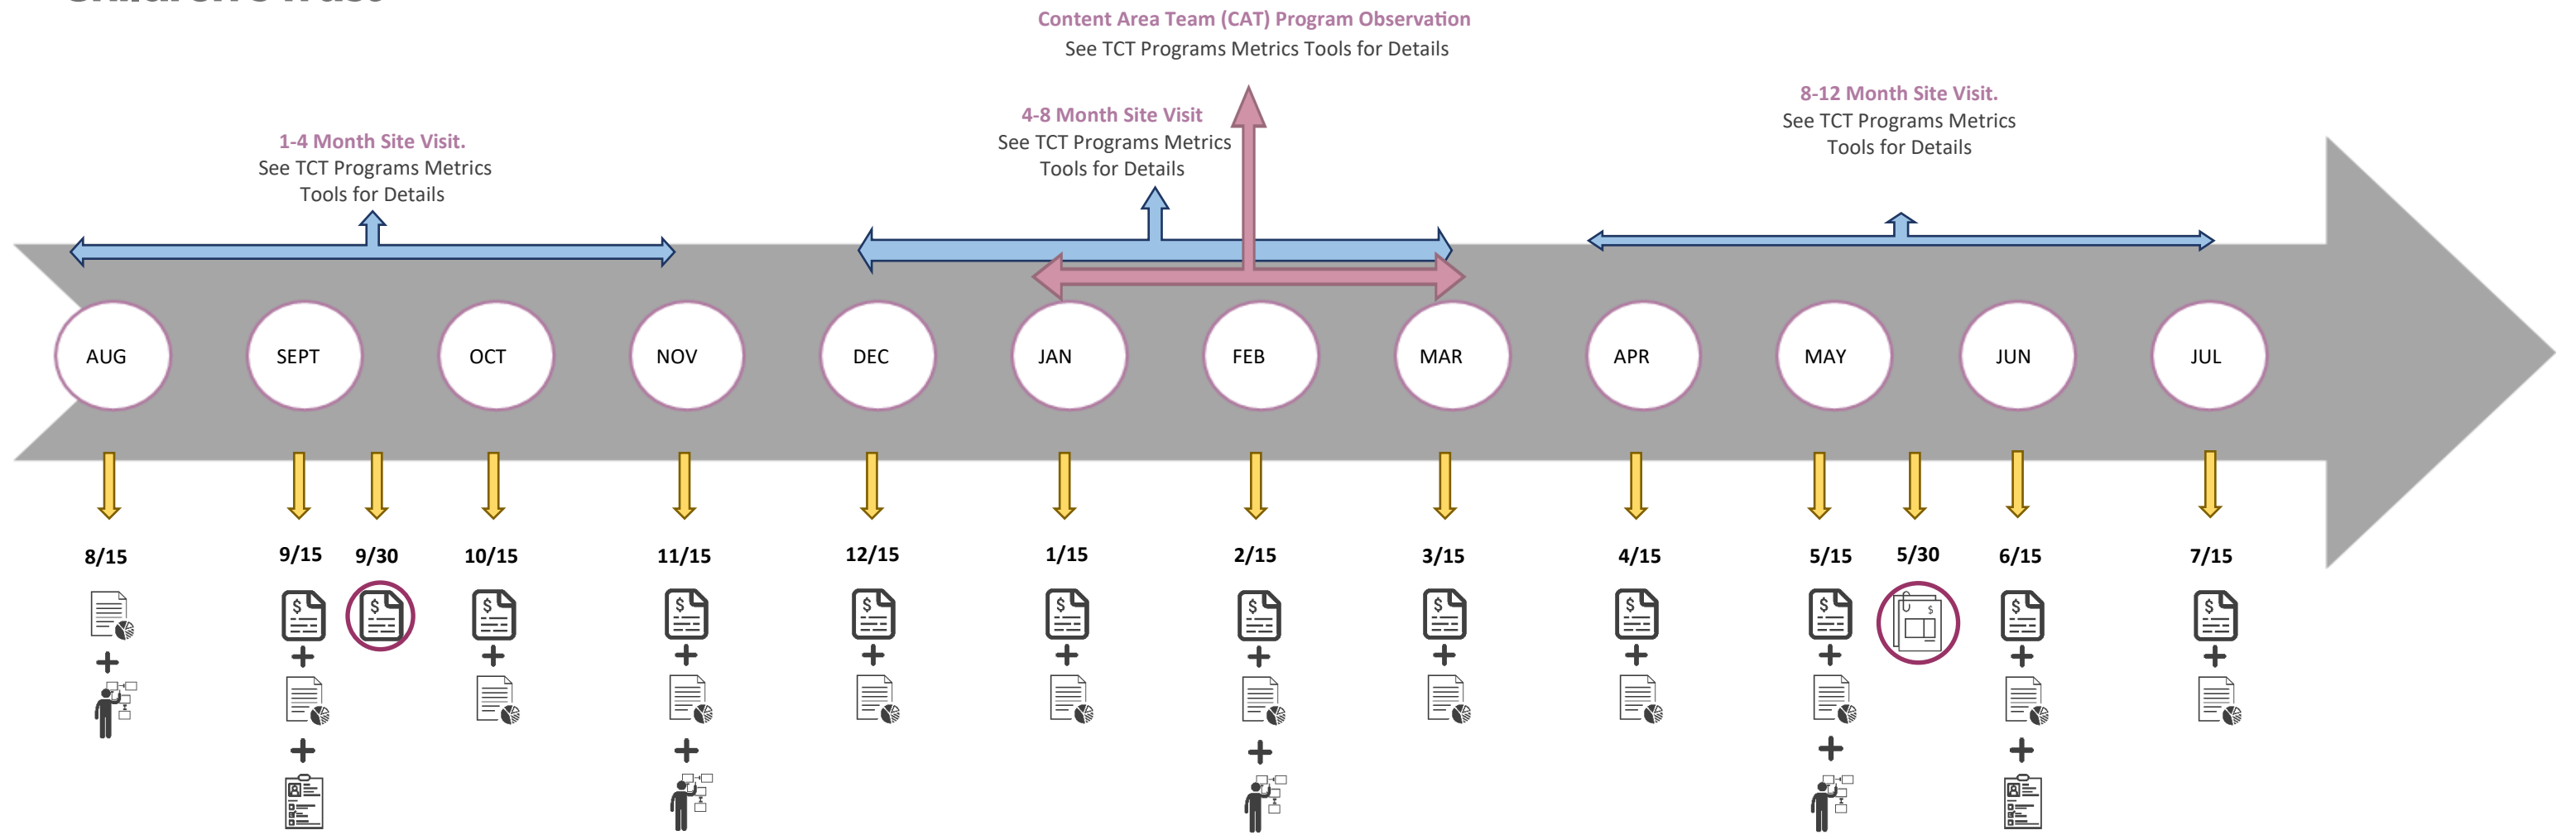 Content Area Team (CAT) Program Observation
See TCT Programs Metrics Tools for Details
1-4 Month Site Visit.
See TCT Programs Metrics
Tools for Details
4-8 Month Site Visit
See TCT Programs Metrics
Tools for Details
8-12 Month Site Visit.
See TCT Programs Metrics
Tools for Details
AUG SEPT OCT NOV DEC JAN FEB MAR APR MAY JUN JUL
8/15 9/15 9/30 10/15 11/15 12/15 1/15 2/15 3/15 4/15 5/15 5/30 6/15 7/15